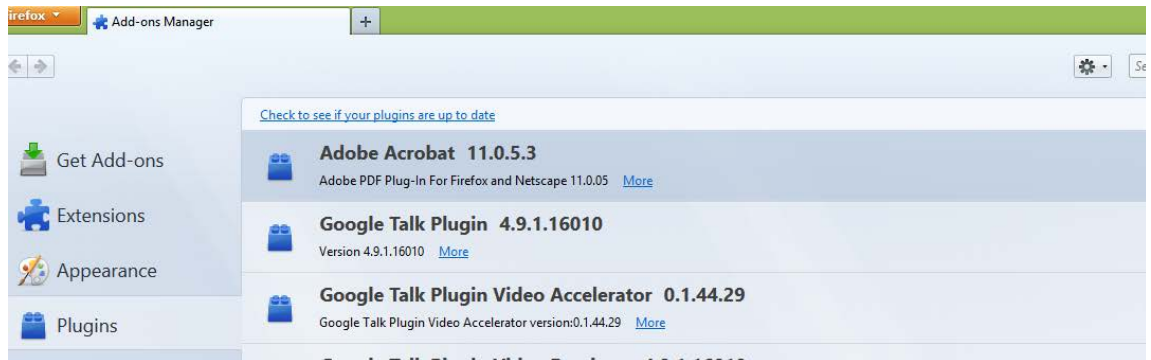 irefox
Add-ons Manager
Check to see if your plugins are up to date
Get Add-ons
Adobe Acrobat 11.0.5.3
Adobe PDF Plug-In For Firefox and Netscape 11.0.05 More
Extensions
Google Talk Plugin 4.9.1.16010
Version 4.9.1.16010 More
Appearance
Google Talk Plugin Video Accelerator 0.1.44.29
Google Talk Plugin Video Accelerator version:0.1.44.29 More
Plugins